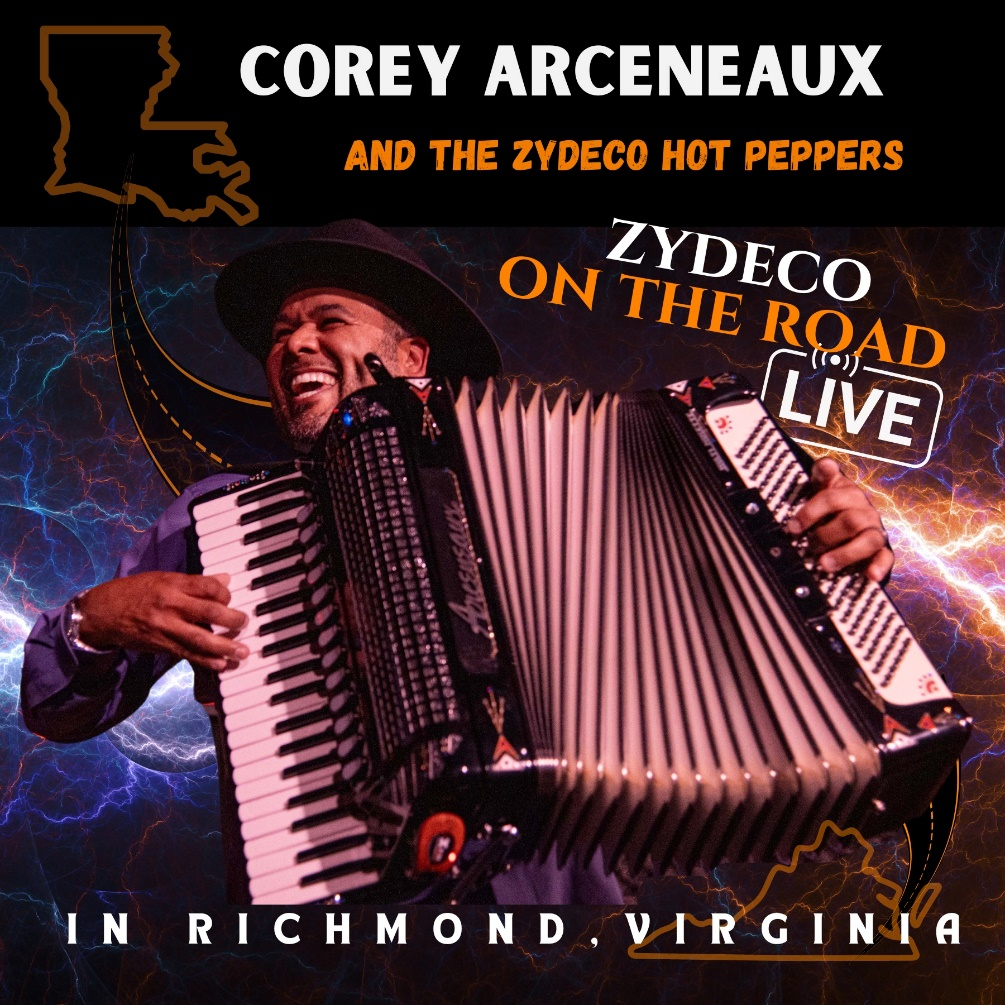 COREY ARCENEAUX
AND THE ZYDECO HOT PEPPERS
ZYDECO
ON THE ROAD
LIVE
IN RICHMOND, VIRGINIA